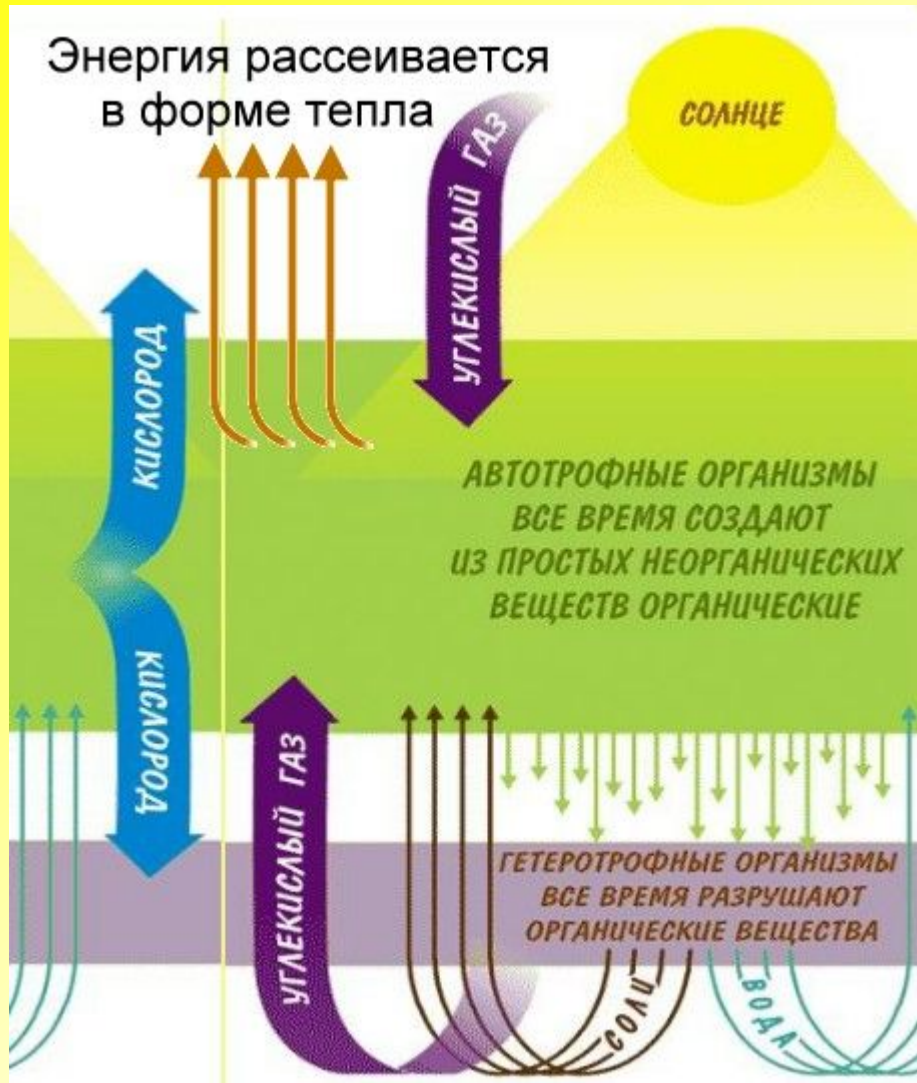 Энергия рассеивается
в форме тепла
СОЛНЦЕ
УГЛЕКИСЛЫЙ ГАЗ
КИСЛОРОД
АВТОТРОФНЫЕ ОРГАНИЗМЫ
ВСЕ ВРЕМЯ СОЗДАЮТ
ИЗ ПРОСТЫХ НЕОРГАНИЧЕСКИХ
ВЕЩЕСТВ ОРГАНИЧЕСКИЕ
КИСЛОРОД
УГЛЕКИСЛЫЙ ГАЗ
ГЕТЕРОТРОФНЫЕ ОРГАНИЗМЫ
ВСЕ ВРЕМЯ РАЗРУШАЮТ
ОРГАНИЧЕСКИЕ ВЕЩЕСТВА
СОЛИ
ВОДА